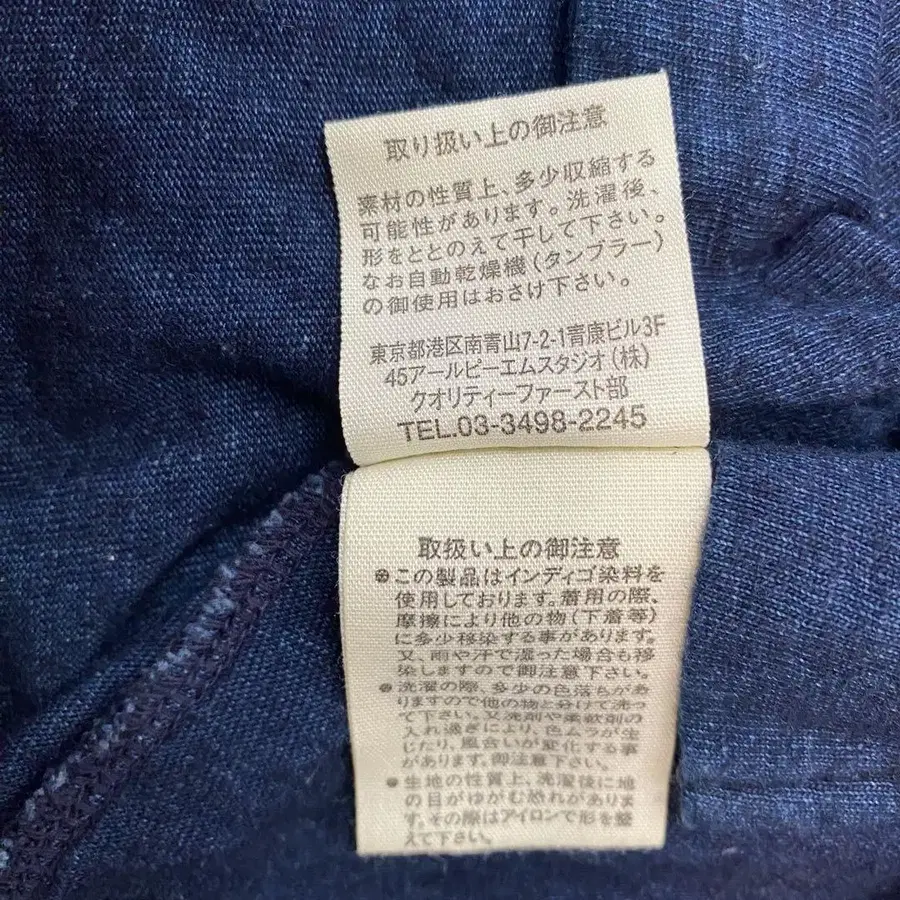 取り扱い上の御注意
素材の性質上、多少収縮する
可能性があります。洗濯後、
形をととのえて干して下さい。
なお自動乾燥機(タンブラー)
の御使用はおさけ下さい。
東京都港区南青山7-2-1青康ビル3F
45アールピーエムスタジオ(株)
クオリティーファースト部
TEL.03-3498-2245
取扱い上の御注意
●この製品はインディゴ染料を
使用しております。着用の際、
摩擦により他の物(下着等)
に多少移染する事があります。
又、雨や汗で湿った場合も移
染しますので御注意下さい。
●洗濯の際、多少の色落ちがあ
りますので他の物と分けて洗っ
て下さい。又洗剤や柔軟剤の
入れ過ぎにより、色ムラが生
じたり、風合いが変化する事
があります。御注意下さい。
●生地の性質上、洗濯後に地
の目がゆがむ恐れがありま
す。その際はアイロンで形を整
えて下さい。